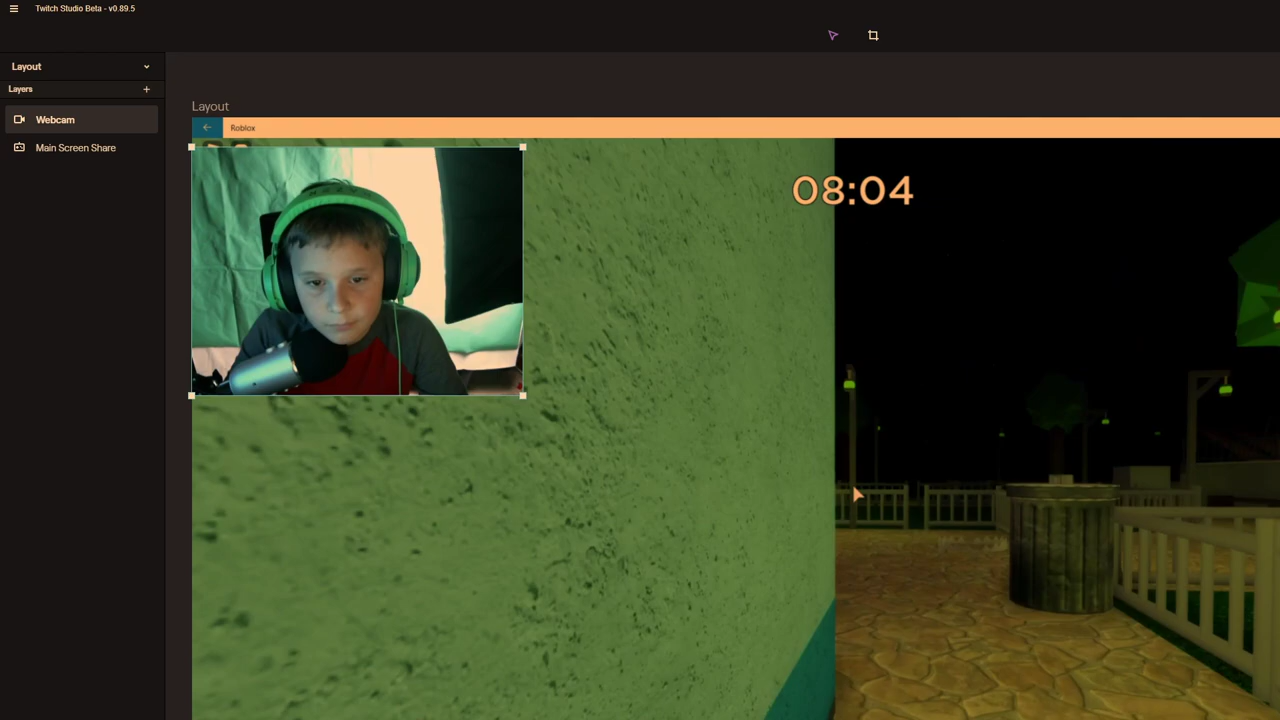 Twitch Studio Beta - v0.89.5
Layout
Layers
Webcam
Main Screen Share
Layout
Roblox
08:04